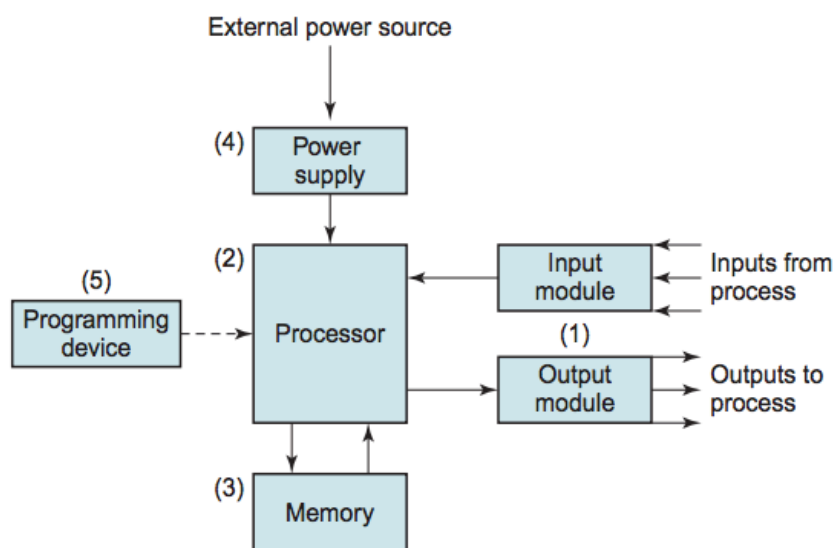 External power source
(4)
Power
supply
(2)
Processor
Input
module
Inputs from
process
(5)
Programming
device
(1)
Output
module
Outputs to
process
(3)
Memory